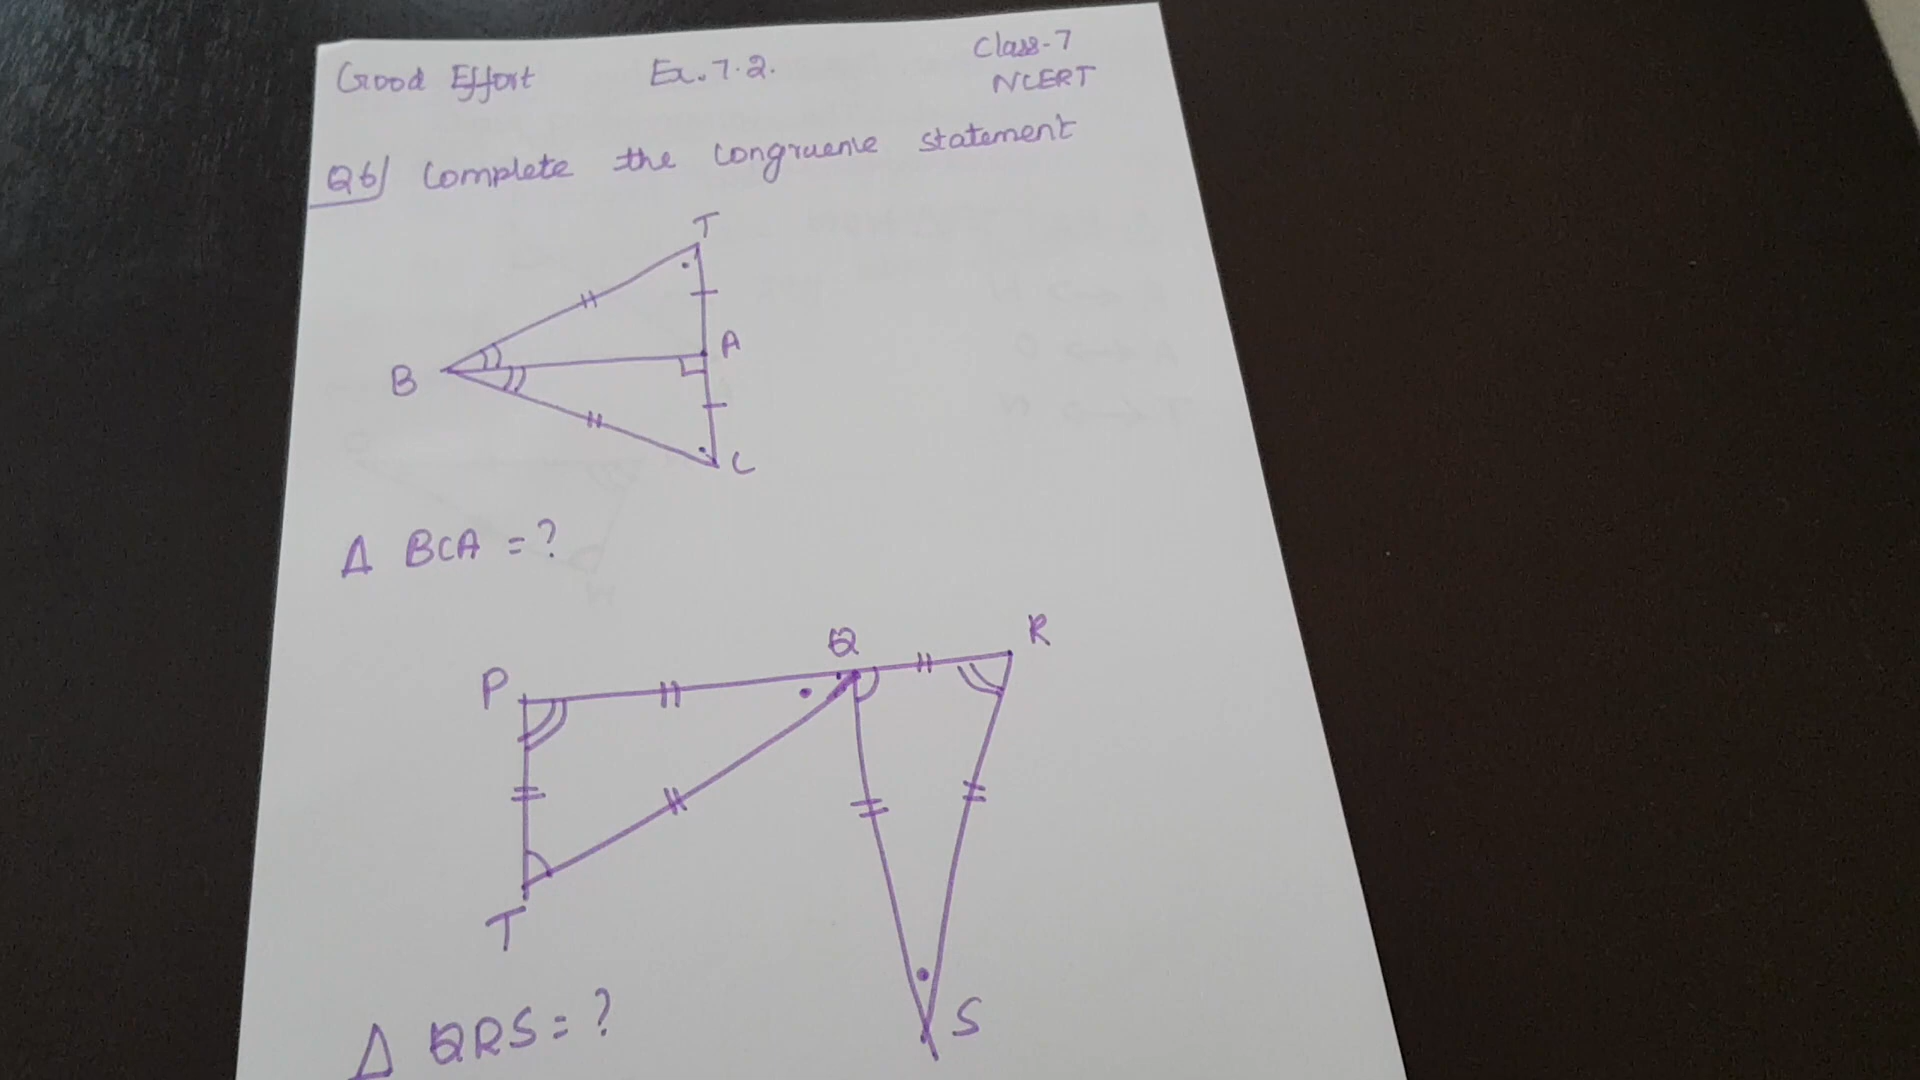 Good Effort Ex.7.2. Class-7
NCERT
Q6) Complete the congruence statement
T
A
B
C
Δ BCA = ?
Q R
P
T
S
Δ QRS = ?